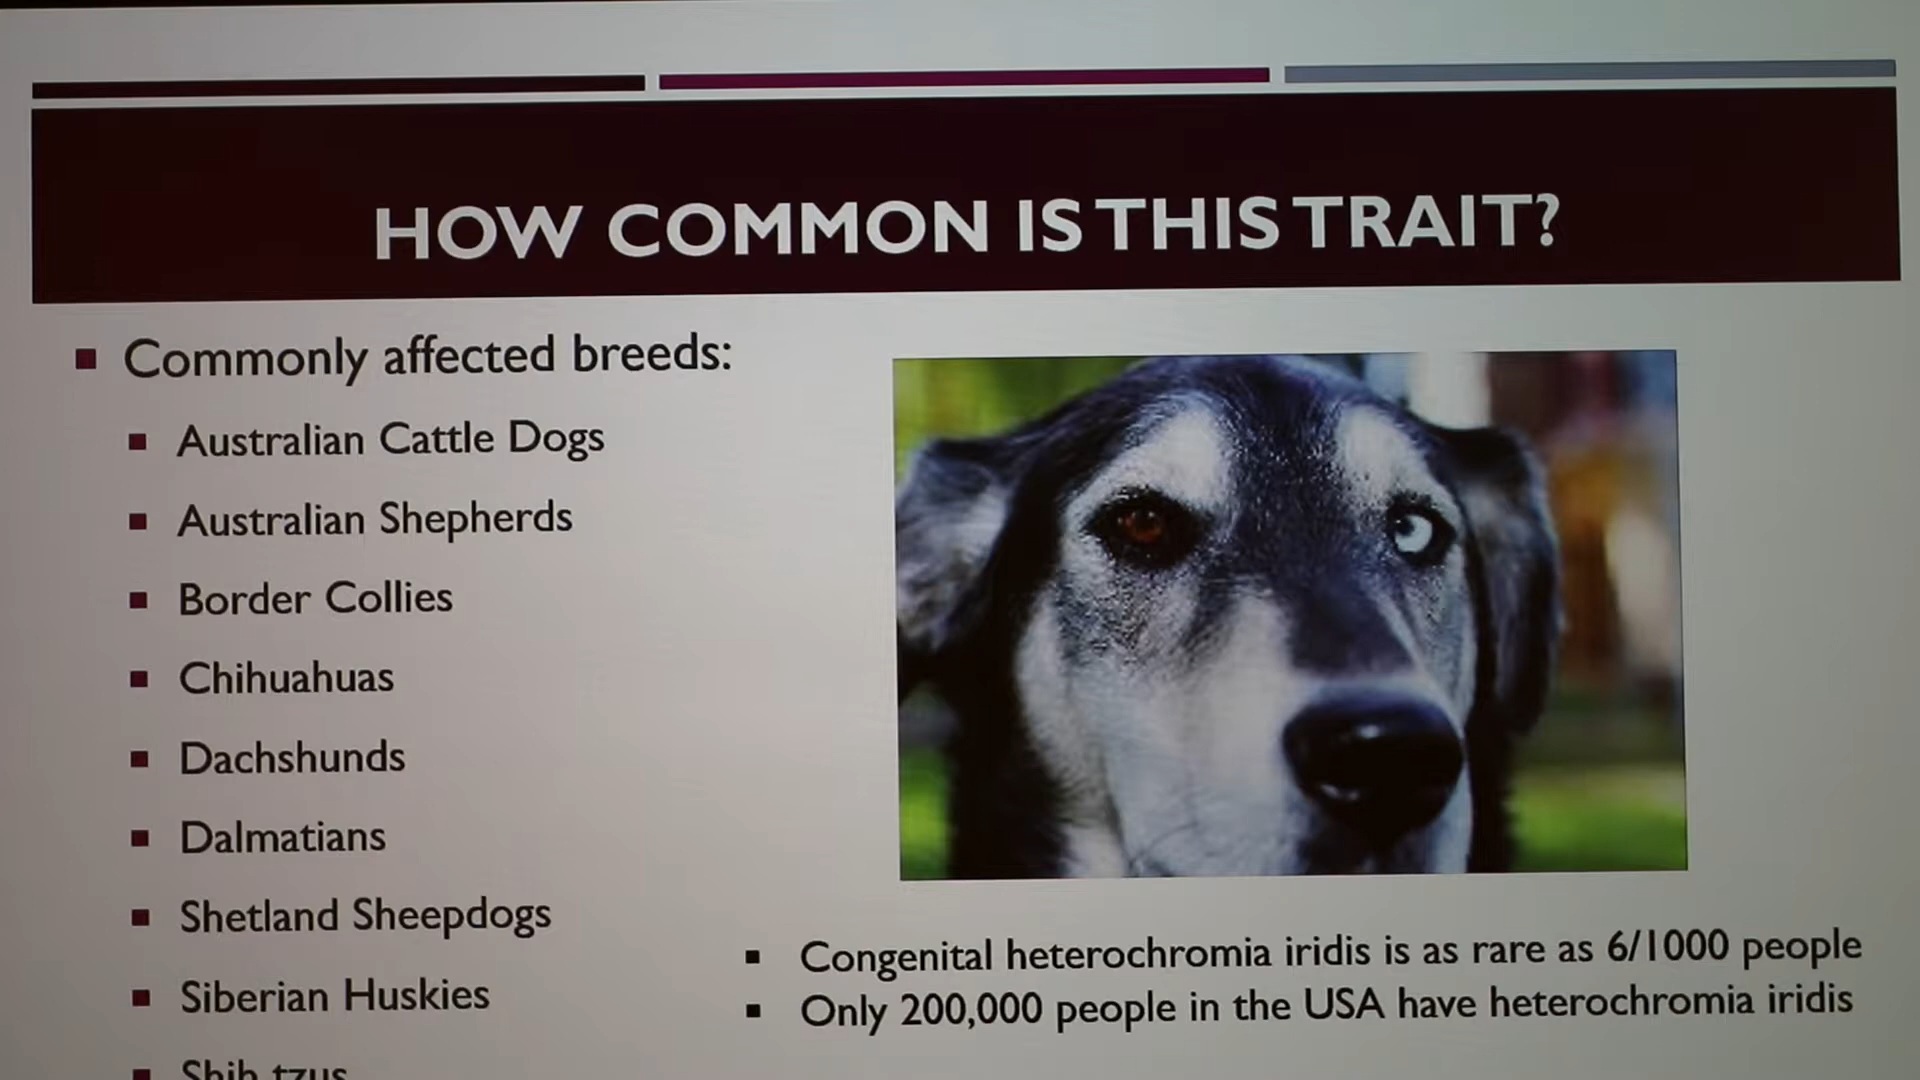 HOW COMMON IS THIS TRAIT?
Commonly affected breeds:
Australian Cattle Dogs
Australian Shepherds
Border Collies
Chihuahuas
Dachshunds
Dalmatians
Shetland Sheepdogs
Siberian Huskies
Shih tzus
Congenital heterochromia iridis is as rare as 6/1000 people
Only 200,000 people in the USA have heterochromia iridis